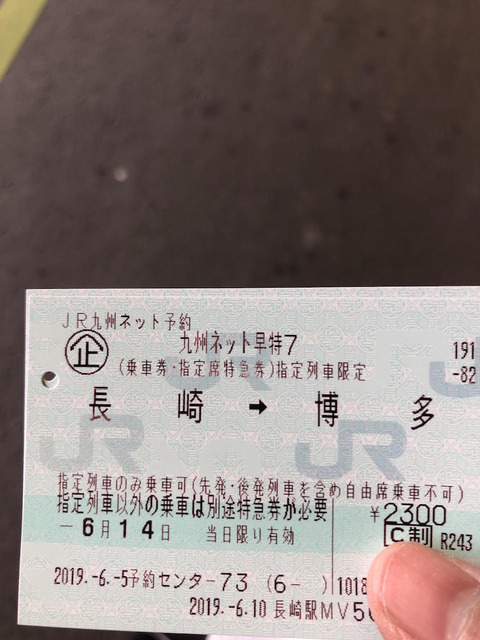 JR九州ネット予約
企 九州ネット早特7 191
(乗車券・指定席特急券)指定列車限定 -82
長崎 → 博多
指定列車のみ乗車可(先発・後発列車を含め自由席乗車不可)
指定列車以外の乗車は別途特急券が必要
-6月14日 当日限り有効 ¥2300
C制 R243
2019.-6.-5予約センター73 (6- ) 1018
2019.-6.10 長崎駅MV5